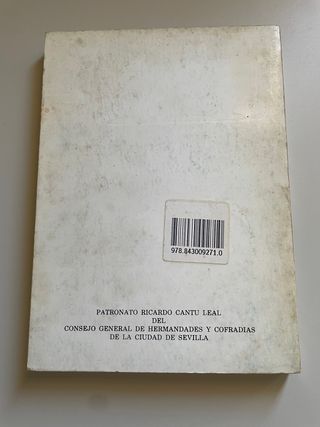 978.843009271.0
PATRONATO RICARDO CANTU LEAL
DEL
CONSEJO GENERAL DE HERMANDADES Y COFRADIAS
DE LA CIUDAD DE SEVILLA